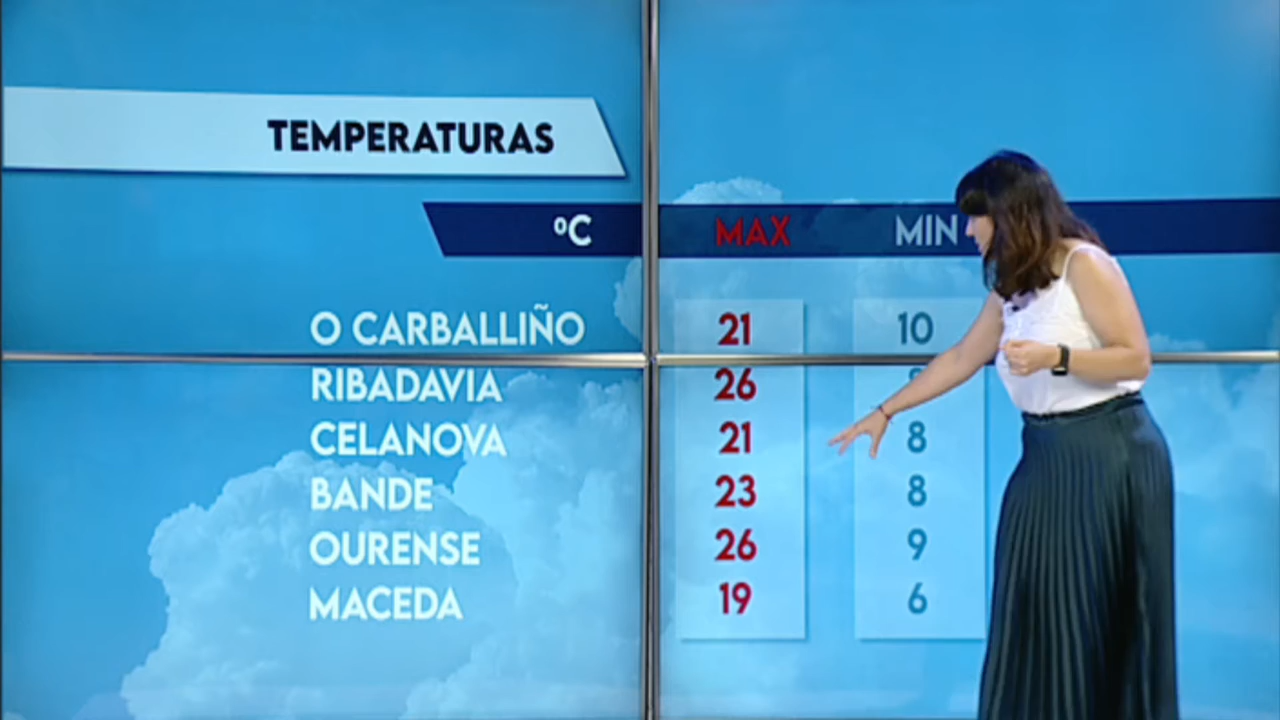 TEMPERATURAS
ºC MAX MIN
O CARBALLIÑO 21 10
RIBADAVIA 26
CELANOVA 21 8
BANDE 23 8
OURENSE 26 9
MACEDA 19 6